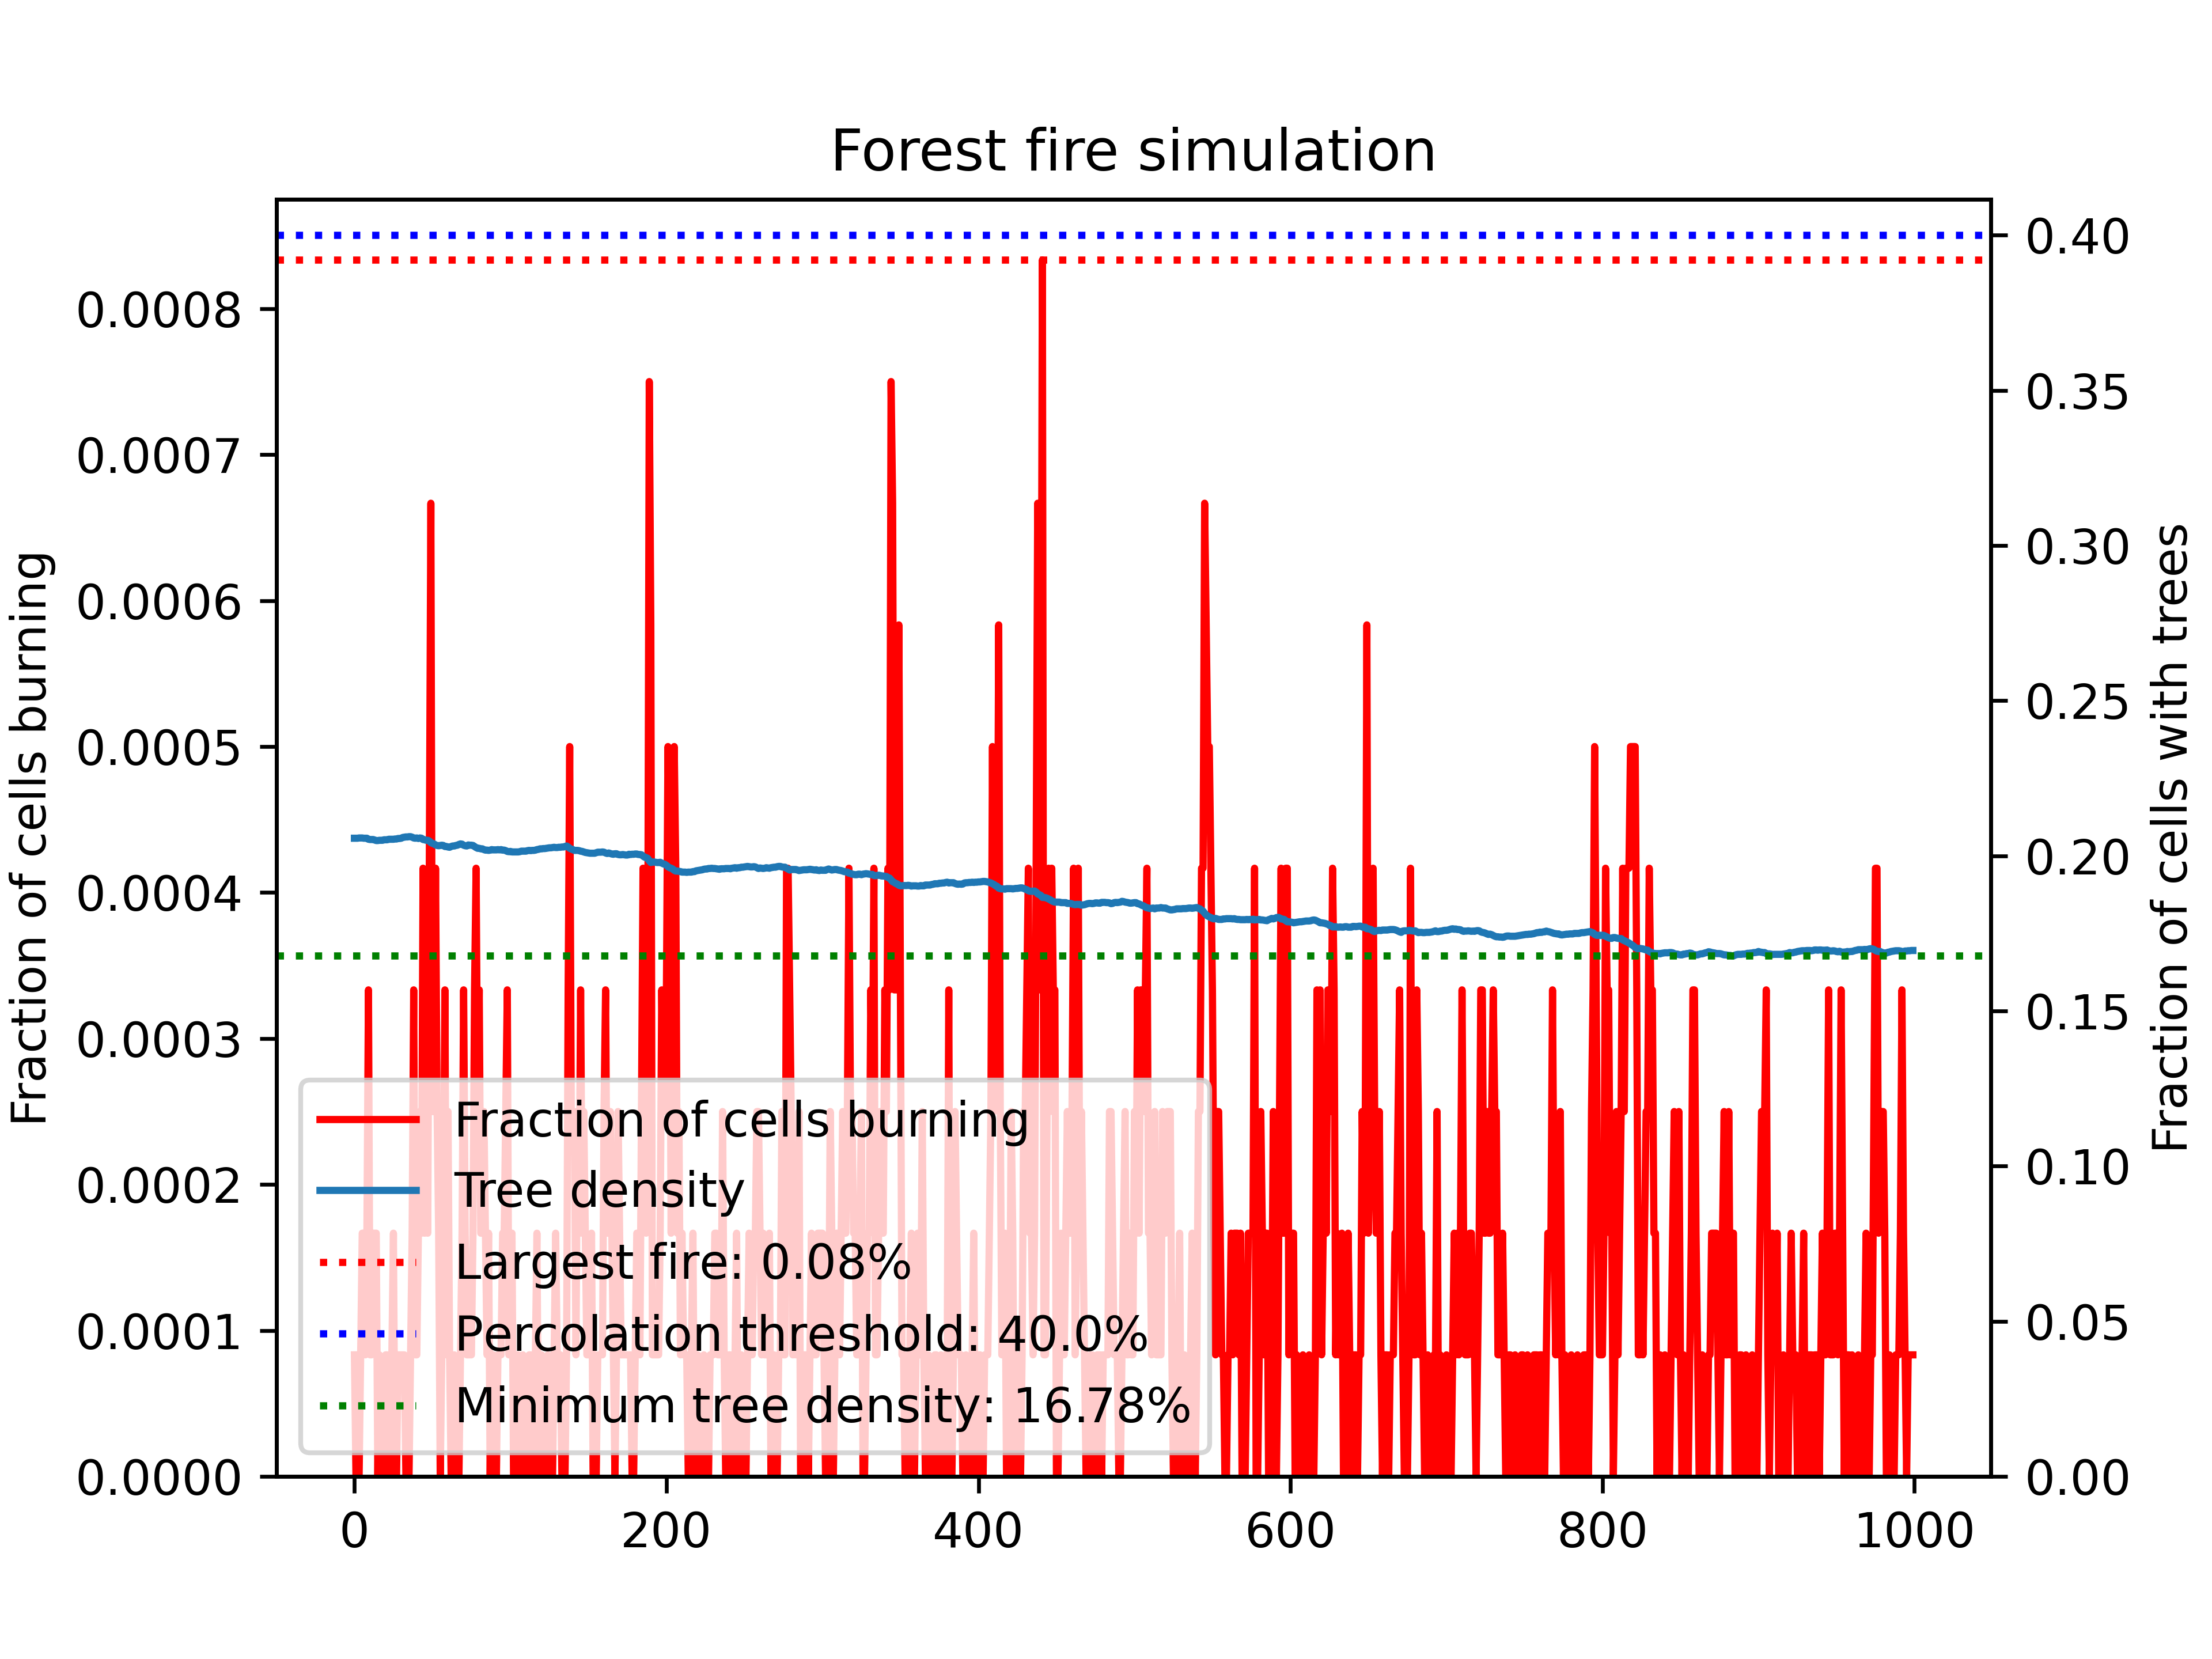 Forest fire simulation
0.0008
0.0007
0.0006
0.0005
0.0004
0.0003
0.0002
0.0001
0.0000
Fraction of cells burning
0.40
0.35
0.30
0.25
0.20
0.15
0.10
0.05
0.00
Fraction of cells with trees
Fraction of cells burning
Tree density
Largest fire: 0.08%
Percolation threshold: 40.0%
Minimum tree density: 16.78%
0 200 400 600 800 1000